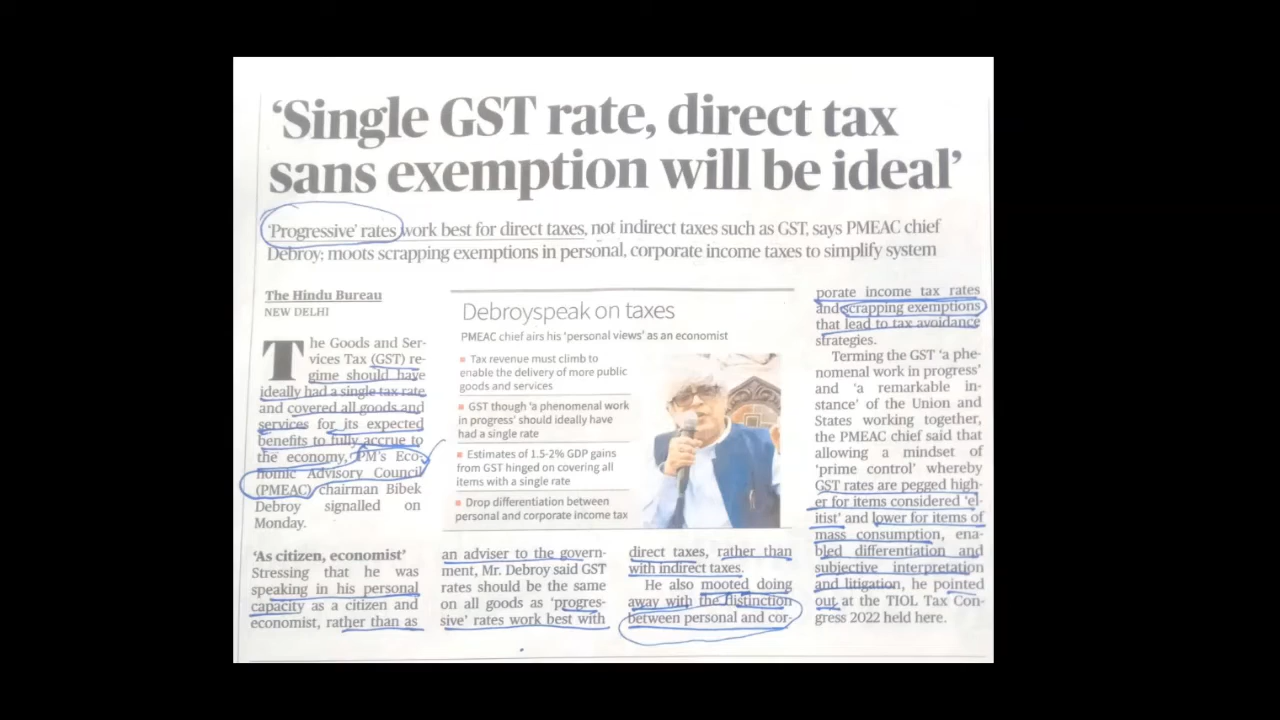 ‘Single GST rate, direct tax
sans exemption will be ideal’
‘Progressive’ rates work best for direct taxes, not indirect taxes such as GST, says PMEAC chief
Debroy; moots scrapping exemptions in personal, corporate income taxes to simplify system
The Hindu Bureau
NEW DELHI
The Goods and Ser-
vices Tax (GST) re-
gime should have
ideally had a single tax rate
and covered all goods and
services for its expected
benefits to fully accrue to
the economy, PM's Eco-
nomic Advisory Council
(PMEAC) chairman Bibek
Debroy signalled on
Monday.
‘As citizen, economist’
Stressing that he was
speaking in his personal
capacity as a citizen and
economist, rather than as
Debroyspeak on taxes
PMEAC chief airs his ‘personal views’ as an economist
Tax revenue must climb to
enable the delivery of more public
goods and services
GST though ‘a phenomenal work
in progress’ should ideally have
had a single rate
Estimates of 1.5-2% GDP gains
from GST hinged on covering all
items with a single rate
Drop differentiation between
personal and corporate income tax
an adviser to the govern-
ment, Mr. Debroy said GST
rates should be the same
on all goods as ‘progres-
sive’ rates work best with
direct taxes, rather than
with indirect taxes.
He also mooted doing
away with the distinction
between personal and cor-
porate income tax rates
and scrapping exemptions
that lead to tax avoidance
strategies.
Terming the GST ‘a phe-
nomenal work in progress’
and ‘a remarkable in-
stance’ of the Union and
States working together,
the PMEAC chief said that
allowing a mindset of
‘prime control’ whereby
GST rates are pegged high-
er for items considered ‘el-
itist’ and lower for items of
mass consumption, ena-
bled differentiation and
subjective interpretation
and litigation, he pointed
out at the TIOL Tax Con-
gress 2022 held here.